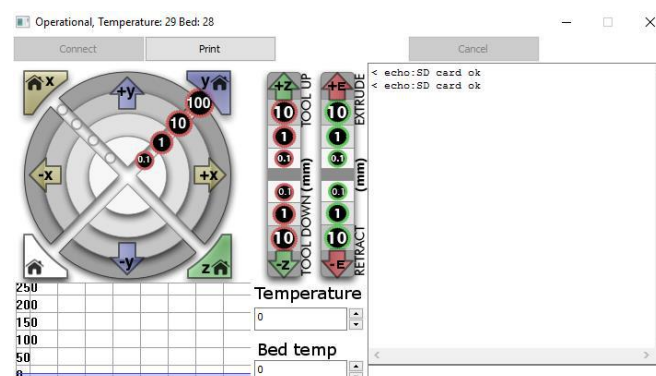 Operational, Temperature: 29 Bed: 28
Connect
Print
Cancel
x
+y
y
100
10
1
0.1
-x
+x
-y
z
+Z
10
1
0.1
0.1
1
10
-Z
TOOL UP
TOOL DOWN (mm)
+E
10
1
0.1
0.1
1
10
-E
EXTRUDE
RETRACT (mm)
< echo:SD card ok
< echo:SD card ok
250
200
150
100
50
0
Temperature
0
Bed temp
0